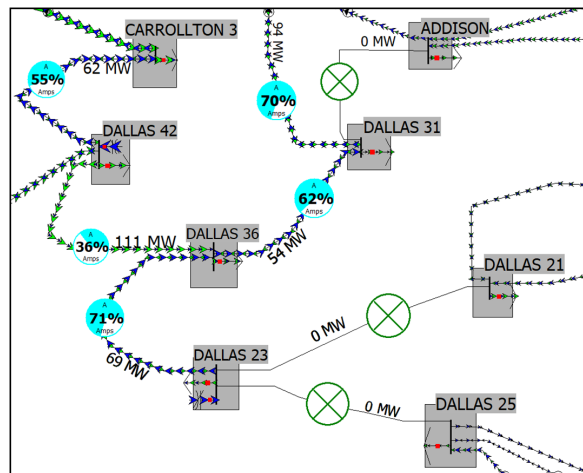 CARROLLTON 3
ADDISON
94 MW
0 MW
A
55%
Amps
62 MW
A
70%
Amps
DALLAS 42
DALLAS 31
A
62%
Amps
DALLAS 36
54 MW
A
36%
Amps
111 MW
DALLAS 21
A
71%
Amps
0 MW
69 MW
DALLAS 23
0 MW
DALLAS 25